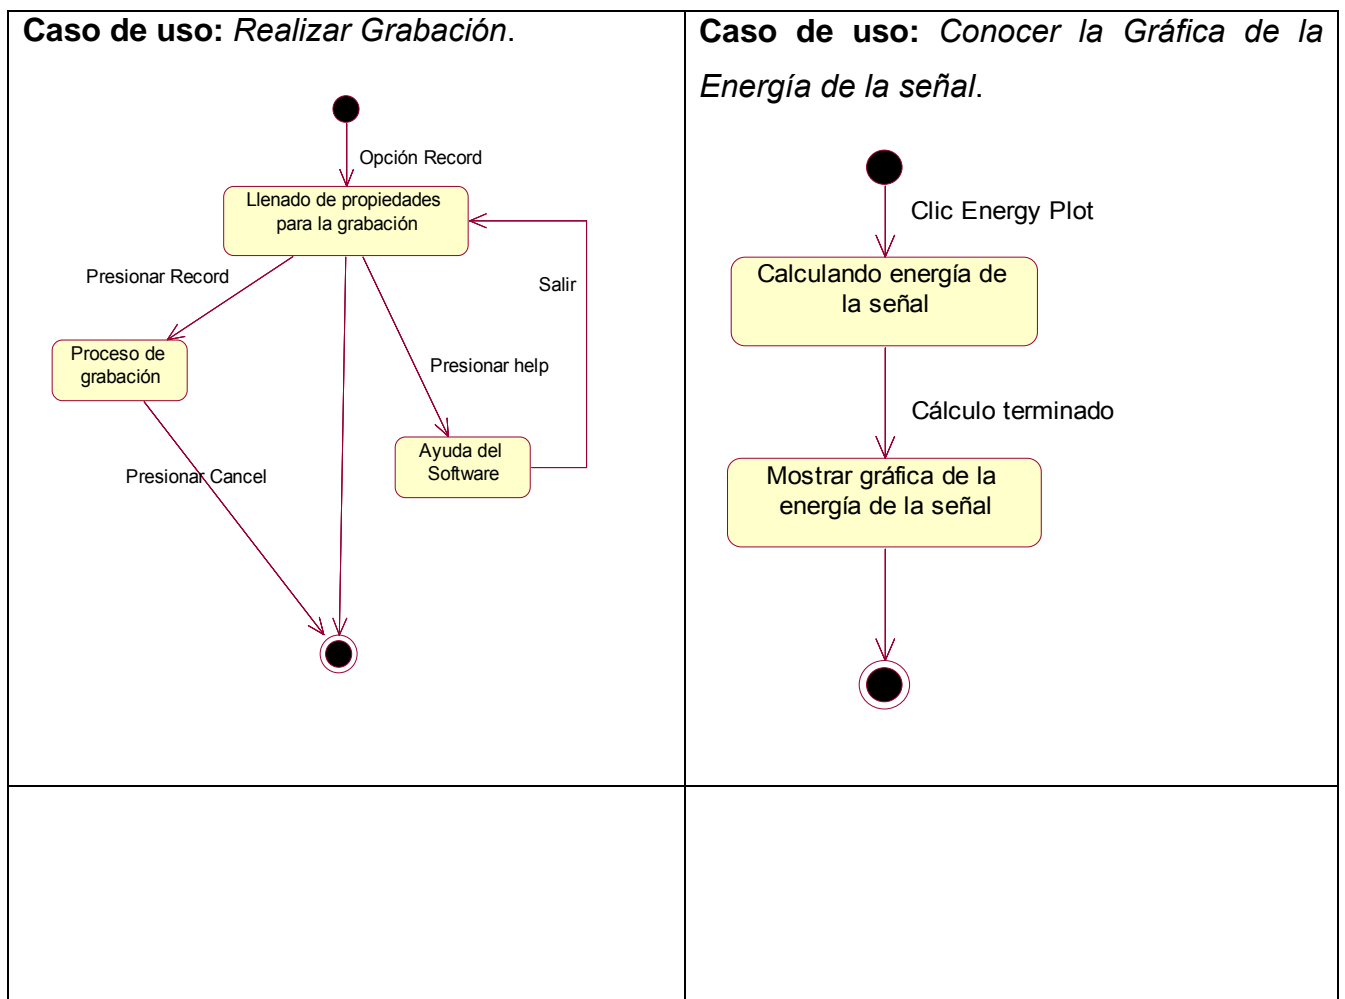 Caso de uso: Realizar Grabación.
Opción Record
Llenado de propiedades
para la grabación
Presionar Record
Salir
Proceso de
grabación
Presionar help
Ayuda del
Software
Presionar Cancel
Caso de uso: Conocer la Gráfica de la
Energía de la señal.
Clic Energy Plot
Calculando energía de
la señal
Cálculo terminado
Mostrar gráfica de la
energía de la señal